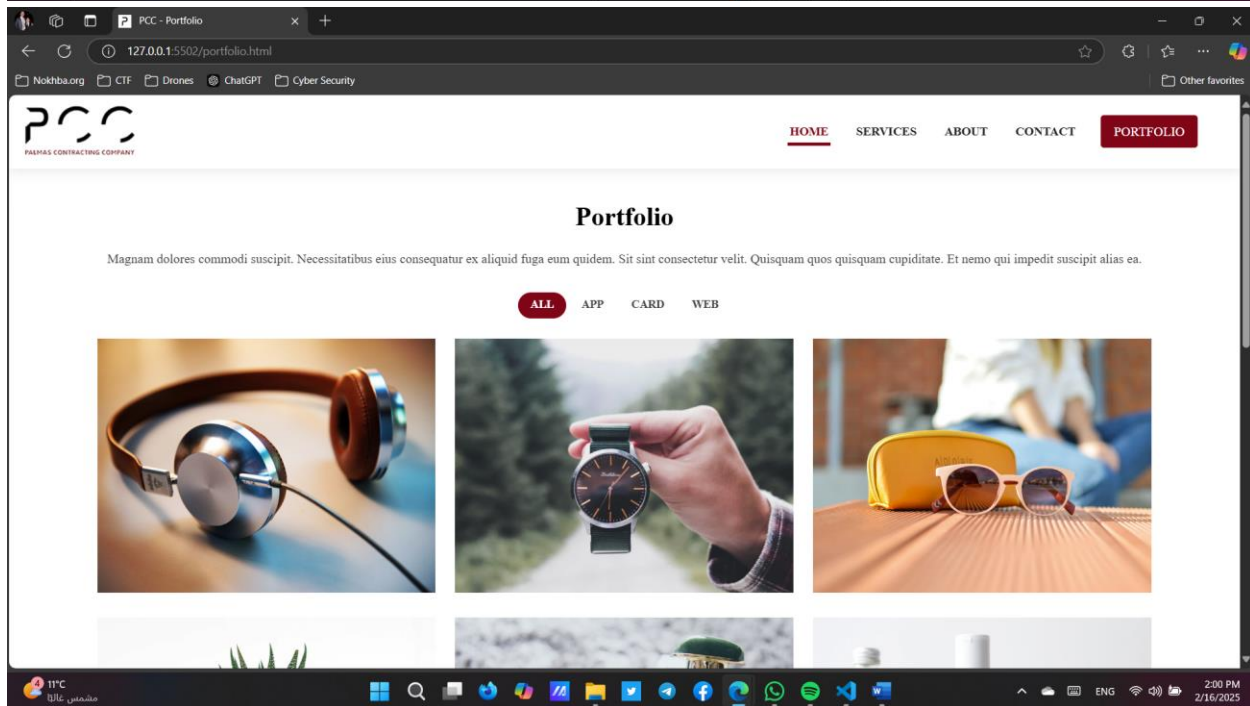 PCC - Portfolio
127.0.0.1:5502/portfolio.html
Nokhba.org CTF Drones ChatGPT Cyber Security Other favorites
PCC
PALMAS CONTRACTING COMPANY
HOME SERVICES ABOUT CONTACT PORTFOLIO
Portfolio
Magnam dolores commodi suscipit. Necessitatibus eius consequatur ex aliquid fuga eum quidem. Sit sint consectetur velit. Quisquam quos quisquam cupiditate. Et nemo qui impedit suscipit alias ea.
ALL APP CARD WEB
4 11°C
مشمس غالبًا
ENG
2:00 PM
2/16/2025